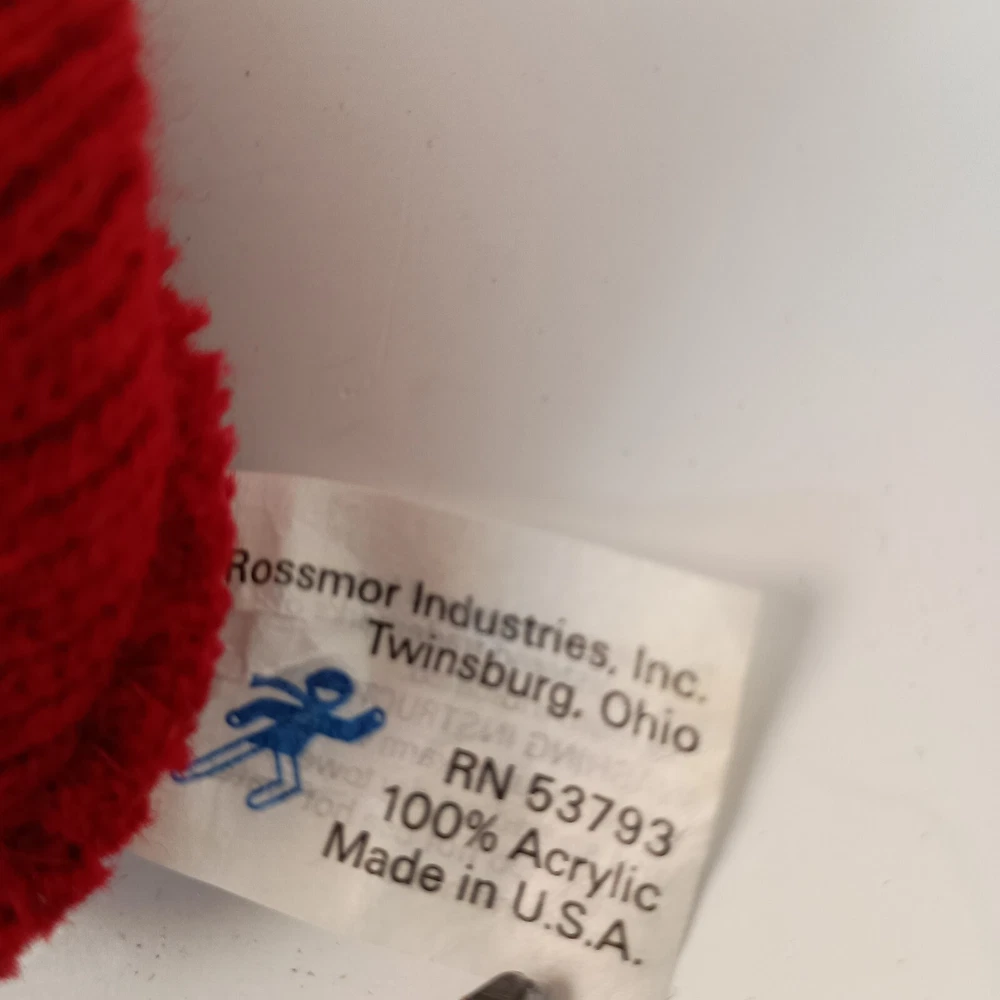 Rossmor Industries, Inc.
Twinsburg, Ohio
RN 53793
100% Acrylic
Made in U.S.A.